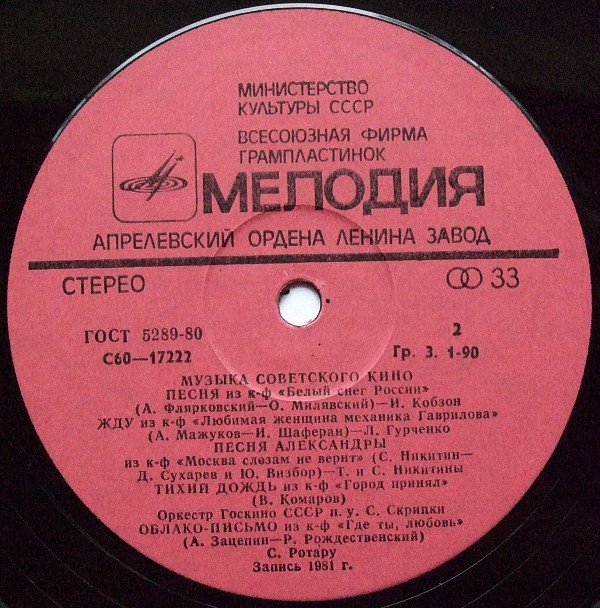 МИНИСТЕРСТВО
КУЛЬТУРЫ СССР
ВСЕСОЮЗНАЯ ФИРМА
ГРАМПЛАСТИНОК
МЕЛОДИЯ
АПРЕЛЕВСКИЙ ОРДЕНА ЛЕНИНА ЗАВОД
СТЕРЕО
33
ГОСТ 5289-80
2
С60—17222
Гр. 3. 1-90
МУЗЫКА СОВЕТСКОГО КИНО
ПЕСНЯ из к-ф «Белый снег России»
(А. Флярковский—О. Милявский)—И. Кобзон
ЖДУ из к-ф «Любимая женщина механика Гаврилова»
(А. Мажуков—И. Шаферан)—Л. Гурченко
ПЕСНЯ АЛЕКСАНДРЫ
из к-ф «Москва слезам не верит» (С. Никитин—
Д. Сухарев и Ю. Визбор)—Т. и С. Никитины
ТИХИЙ ДОЖДЬ из к-ф «Город принял»
(В. Комаров)
Оркестр Госкино СССР п. у. С. Скрипки
ОБЛАКО-ПИСЬМО из к-ф «Где ты, любовь»
(А. Зацепин—Р. Рождественский)
С. Ротару
Запись 1981 г.